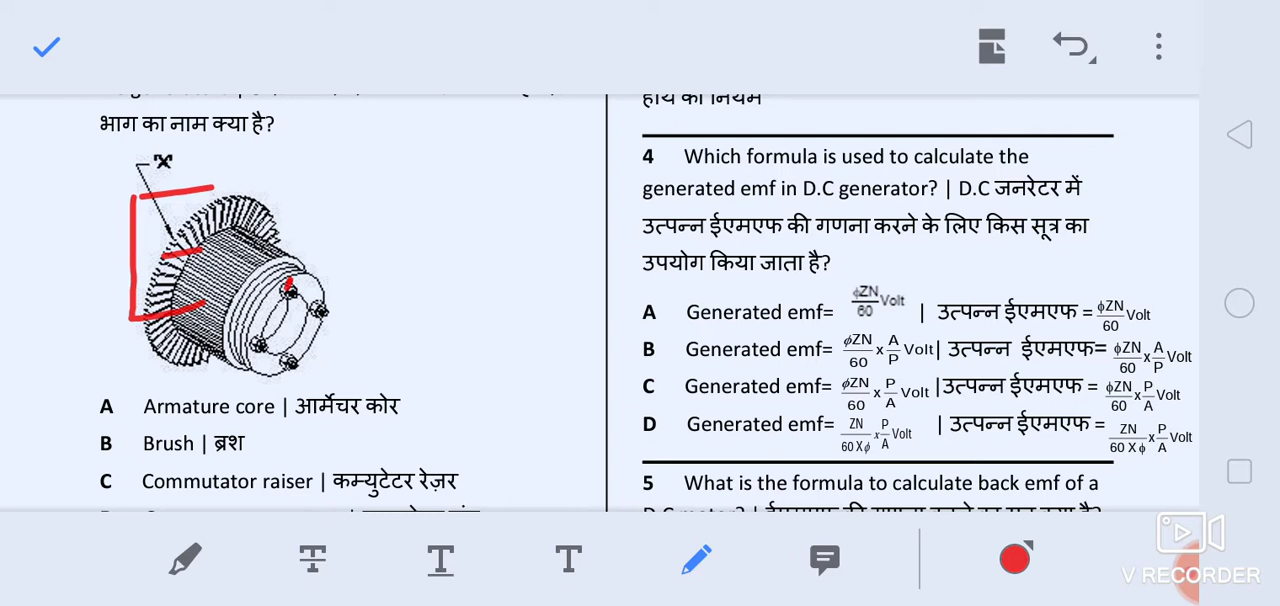 भाग का नाम क्या है?
'X'
A Armature core | आर्मेचर कोर
B Brush | ब्रश
C Commutator raiser | कम्युटेटर रेज़र
हाथ का नियम
4 Which formula is used to calculate the
generated emf in D.C generator? | D.C जनरेटर में
उत्पन्न ईएमएफ की गणना करने के लिए किस सूत्र का
उपयोग किया जाता है?
A Generated emf= ϕZN/60 Volt | उत्पन्न ईएमएफ = ϕZN/60 Volt
B Generated emf= ϕZN/60 x A/P Volt| उत्पन्न ईएमएफ= ϕZN/60 x A/P Volt
C Generated emf= ϕZN/60 x P/A Volt |उत्पन्न ईएमएफ = ϕZN/60 x P/A Volt
D Generated emf= ZN/60 X ϕ x P/A Volt | उत्पन्न ईएमएफ = ZN/60 X ϕ x P/A Volt
5 What is the formula to calculate back emf of a
V RECORDER